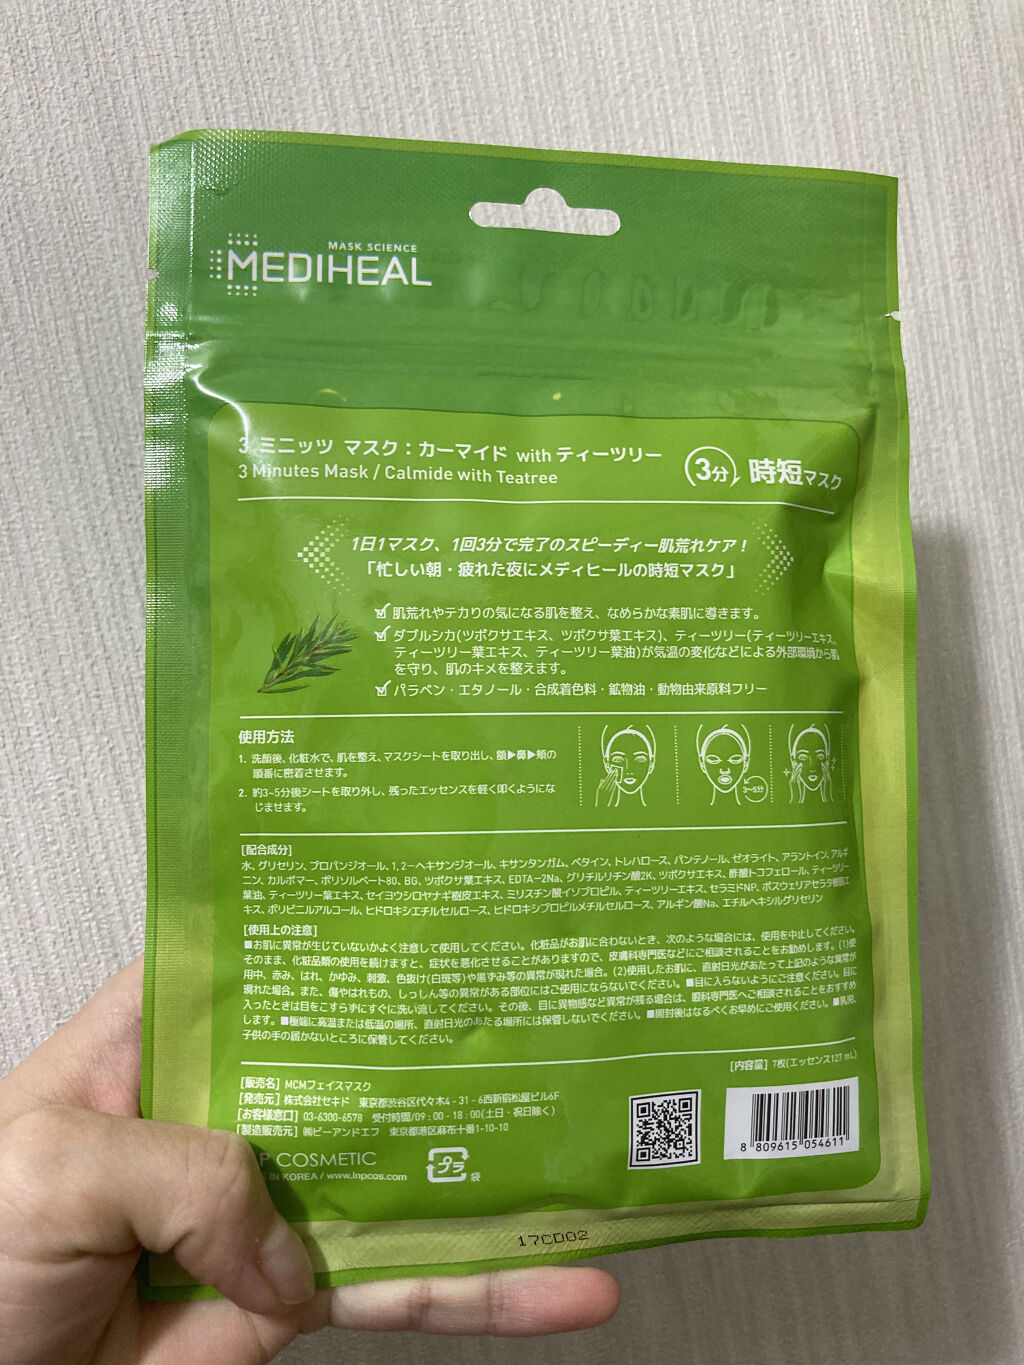 MASK SCIENCE
MEDIHEAL
3 ミニッツ マスク：カーマイド with ティーツリー
3 Minutes Mask / Calmide with Teatree
3分 時短マスク
1日1マスク、1回3分で完了のスピーディー肌荒れケア！
「忙しい朝・疲れた夜にメディヒールの時短マスク」
肌荒れやテカりの気になる肌を整え、なめらかな素肌に導きます。
ダブルシカ(ツボクサエキス、ツボクサ葉エキス)、ティーツリー(ティーツリーエキス、
ティーツリー葉エキス、ティーツリー葉油)が気温の変化などによる外部環境から肌
を守り、肌のキメを整えます。
パラベン・エタノール・合成着色料・鉱物油・動物由来原料フリー
使用方法
1. 洗顔後、化粧水で、肌を整え、マスクシートを取り出し、額▶鼻▶頬の
順番に密着させます。
2. 約3-5分後シートを取り外し、残ったエッセンスを軽く叩くようにな
じませます。
3〜5分
[配合成分]
水、グリセリン、プロパンジオール、1,2－ヘキサンジオール、キサンタンガム、ベタイン、トレハロース、パンテノール、ゼオライト、アラントイン、アルギ
ニン、カルボマー、ポリソルベート80、BG、ツボクサ葉エキス、EDTA－2Na、グリチルリチン酸2K、ツボクサエキス、酢酸トコフェロール、ティーツリー
葉油、ティーツリー葉エキス、セイヨウシロヤナギ樹皮エキス、ミリスチン酸イソプロピル、ティーツリーエキス、セラミドNP、ボスウェリアセラタ樹脂エ
キス、ポリビニルアルコール、ヒドロキシエチルセルロース、ヒドロキシプロピルメチルセルロース、アルギン酸Na、エチルヘキシルグリセリン
[使用上の注意]
■お肌に異常が生じていないかよく注意して使用してください。化粧品がお肌に合わないとき、次のような場合には、使用を中止してください。
そのまま、化粧品類の使用を続けますと、症状を悪化させることがありますので、皮膚科専門医などにご相談されることをお勧めします。(1)使
用中、赤み、はれ、かゆみ、刺激、色抜け(白斑等)や黒ずみ等の異常が現れた場合。(2)使用したお肌に、直射日光があたって上記のような異常が
現れた場合。また、傷やはれもの、しっしん等の異常がある部位にはご使用にならないでください。■目に入らないようにご注意ください。目に
入ったときは目をこすらずにすぐに洗い流してください。その後、目に異物感など異常が残る場合は、眼科専門医へご相談されることをおすすめ
します。■極端に高温または低温の場所、直射日光のあたる場所には保管しないでください。■開封後はなるべくお早めにご使用ください。■乳児、
子供の手の届かないところに保管してください。
[内容量] 7枚(エッセンス127 mL)
[販売名] MCMフェイスマスク
[発売元] 株式会社セキド 東京都渋谷区代々木4 - 31 - 6西新宿松屋ビル6F
[お客様窓口] 03-6300-6578 受付時間/09：00 - 18：00(土日・祝日除く)
[製造販売元] ㈱ピーアンドエフ 東京都港区麻布十番1-10-10
P COSMETIC
IN KOREA / www.lnpcos.com
プラ
袋
8 809615 054611
17CD02